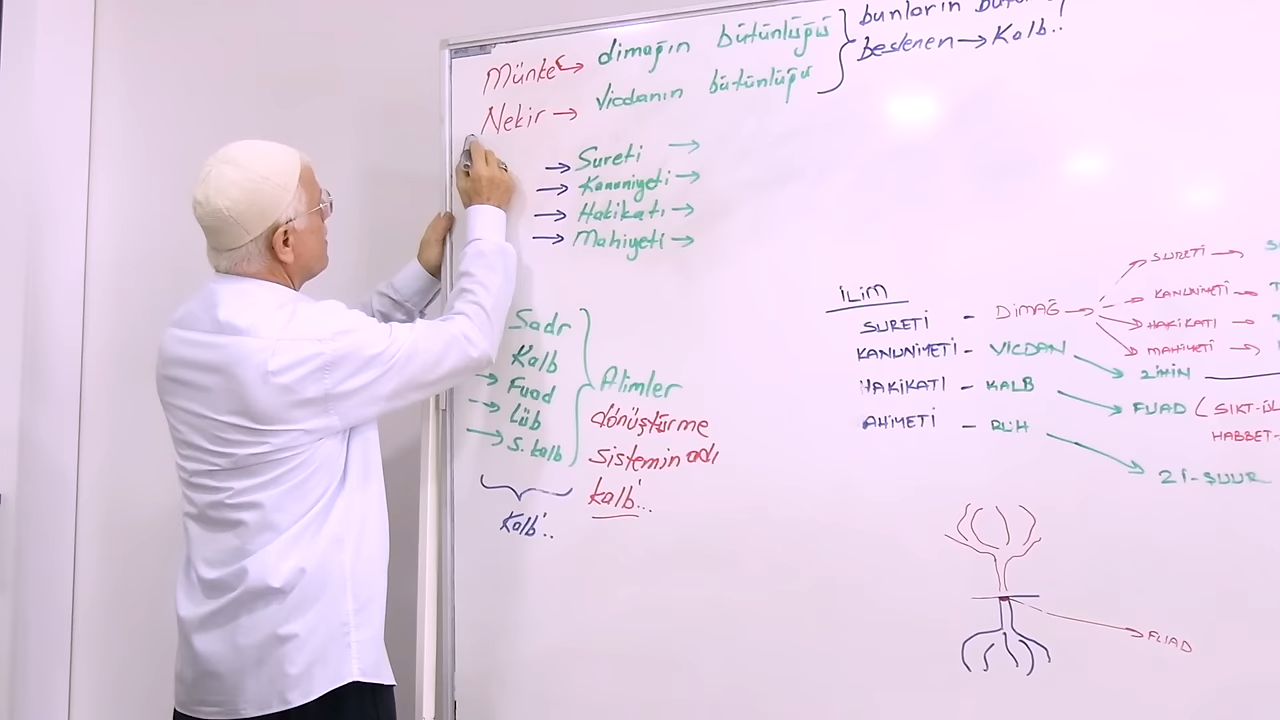 Münker → dimağın bütünlüğü
Nekir → Vicdanın bütünlüğü
bunların
beslenen → Kalb..
→ Sureti →
→ Kanuniyeti →
→ Hakikatı →
→ Mahiyeti →
Sadr
Kalb
→ Fuad
→ Lüb
→ S. kalb
Alimler
dönüştürme
sistemin adı
kalb'...
Kalb'..
İLİM
SURETİ - DİMAĞ →
KANUNİYETİ - VİCDAN
HAKİKATI - KALB
AHİYETİ - RUH
SURETİ →
KANUNİYETİ →
HAKİKATI →
MAHİYETİ →
ZİHİN
FUAD ( SIKT-
HABBET-
Zİ-ŞUUR
FUAD